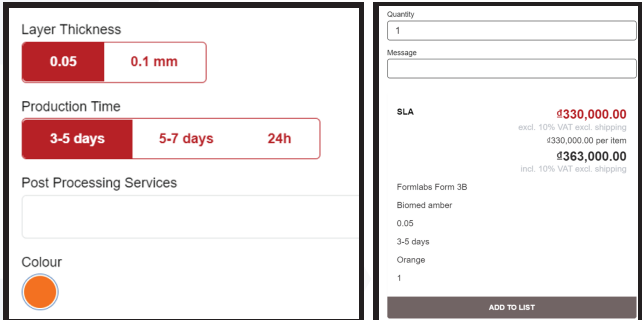 Layer Thickness
0.05
0.1 mm
Production Time
3-5 days
5-7 days
24h
Post Processing Services
Colour
Quantity
1
Message
SLA
₫330,000.00
excl. 10% VAT excl. shipping
₫330,000.00 per item
₫363,000.00
incl. 10% VAT excl. shipping
Formlabs Form 3B
Biomed amber
0.05
3-5 days
Orange
1
ADD TO LIST